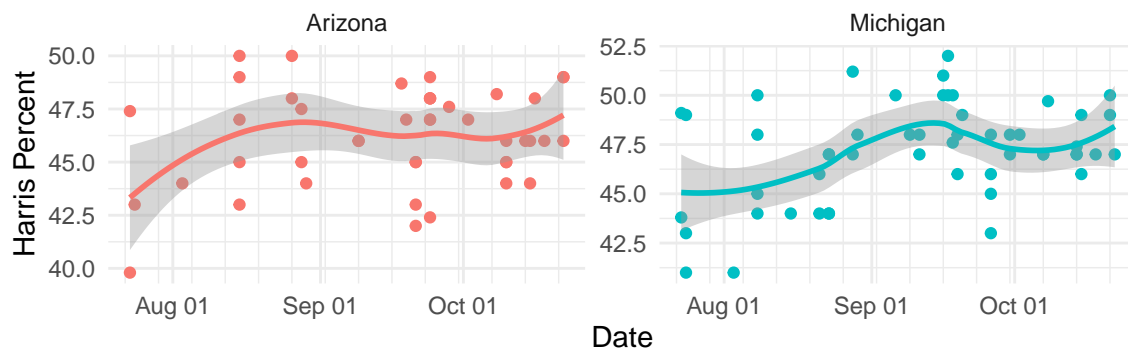 Arizona
Michigan
Harris Percent
50.0
47.5
45.0
42.5
40.0
52.5
50.0
47.5
45.0
42.5
Aug 01 Sep 01 Oct 01
Aug 01 Sep 01 Oct 01
Date